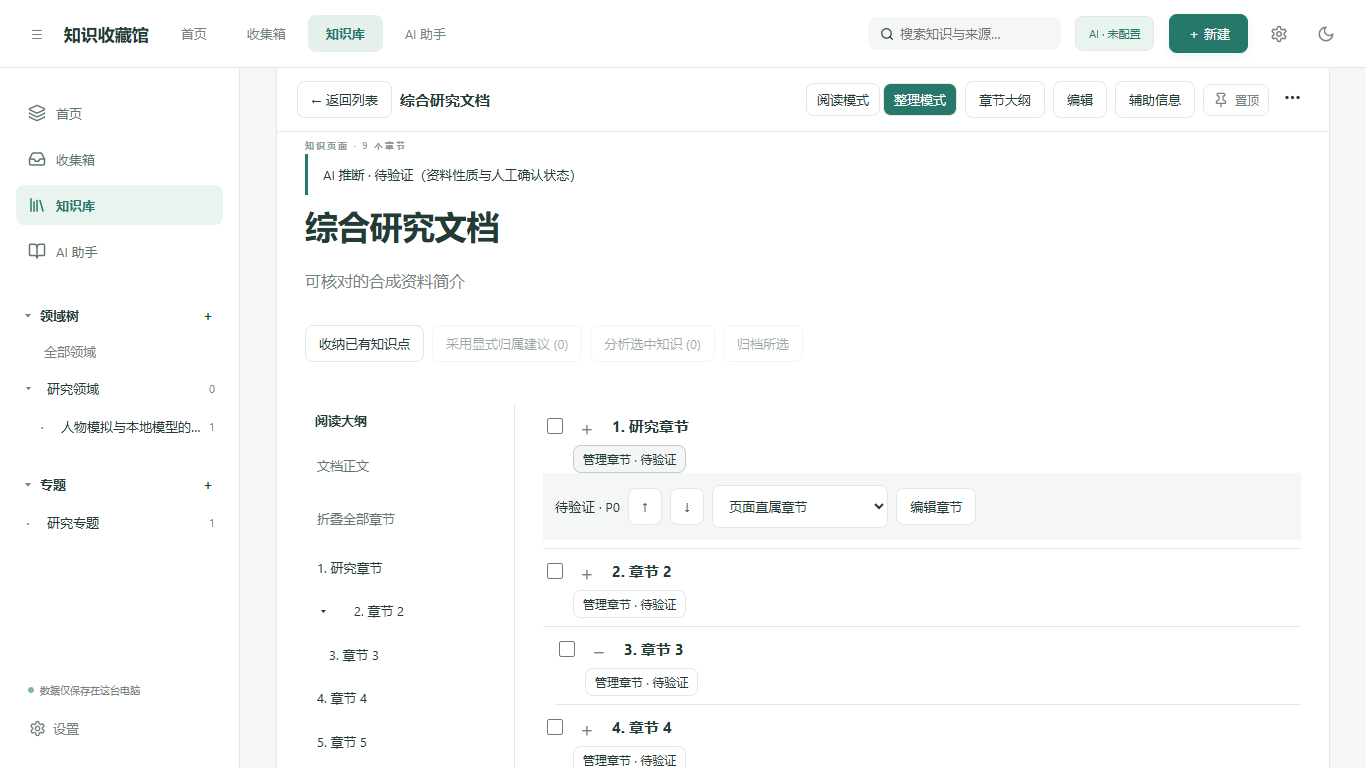 ☰ 知识收藏馆 首页 收集箱 知识库 AI 助手 搜索知识与来源... AI · 未配置 + 新建
首页
收集箱
知识库
AI 助手
领域树 +
全部领域
研究领域 0
人物模拟与本地模型的... 1
专题 +
研究专题 1
数据仅保存在这台电脑
设置
← 返回列表 综合研究文档 阅读模式 整理模式 章节大纲 编辑 辅助信息 置顶 ···
知识页面 · 9 个章节
AI 推断 · 待验证（资料性质与人工确认状态）
综合研究文档
可核对的合成资料简介
收纳已有知识点 采用显式归属建议 (0) 分析选中知识 (0) 归档所选
阅读大纲
文档正文
折叠全部章节
1. 研究章节
2. 章节 2
3. 章节 3
4. 章节 4
5. 章节 5
+ 1. 研究章节
管理章节 · 待验证
待验证 · P0 ↑ ↓ 页面直属章节 编辑章节
+ 2. 章节 2
管理章节 · 待验证
− 3. 章节 3
管理章节 · 待验证
+ 4. 章节 4
管理章节 · 待验证